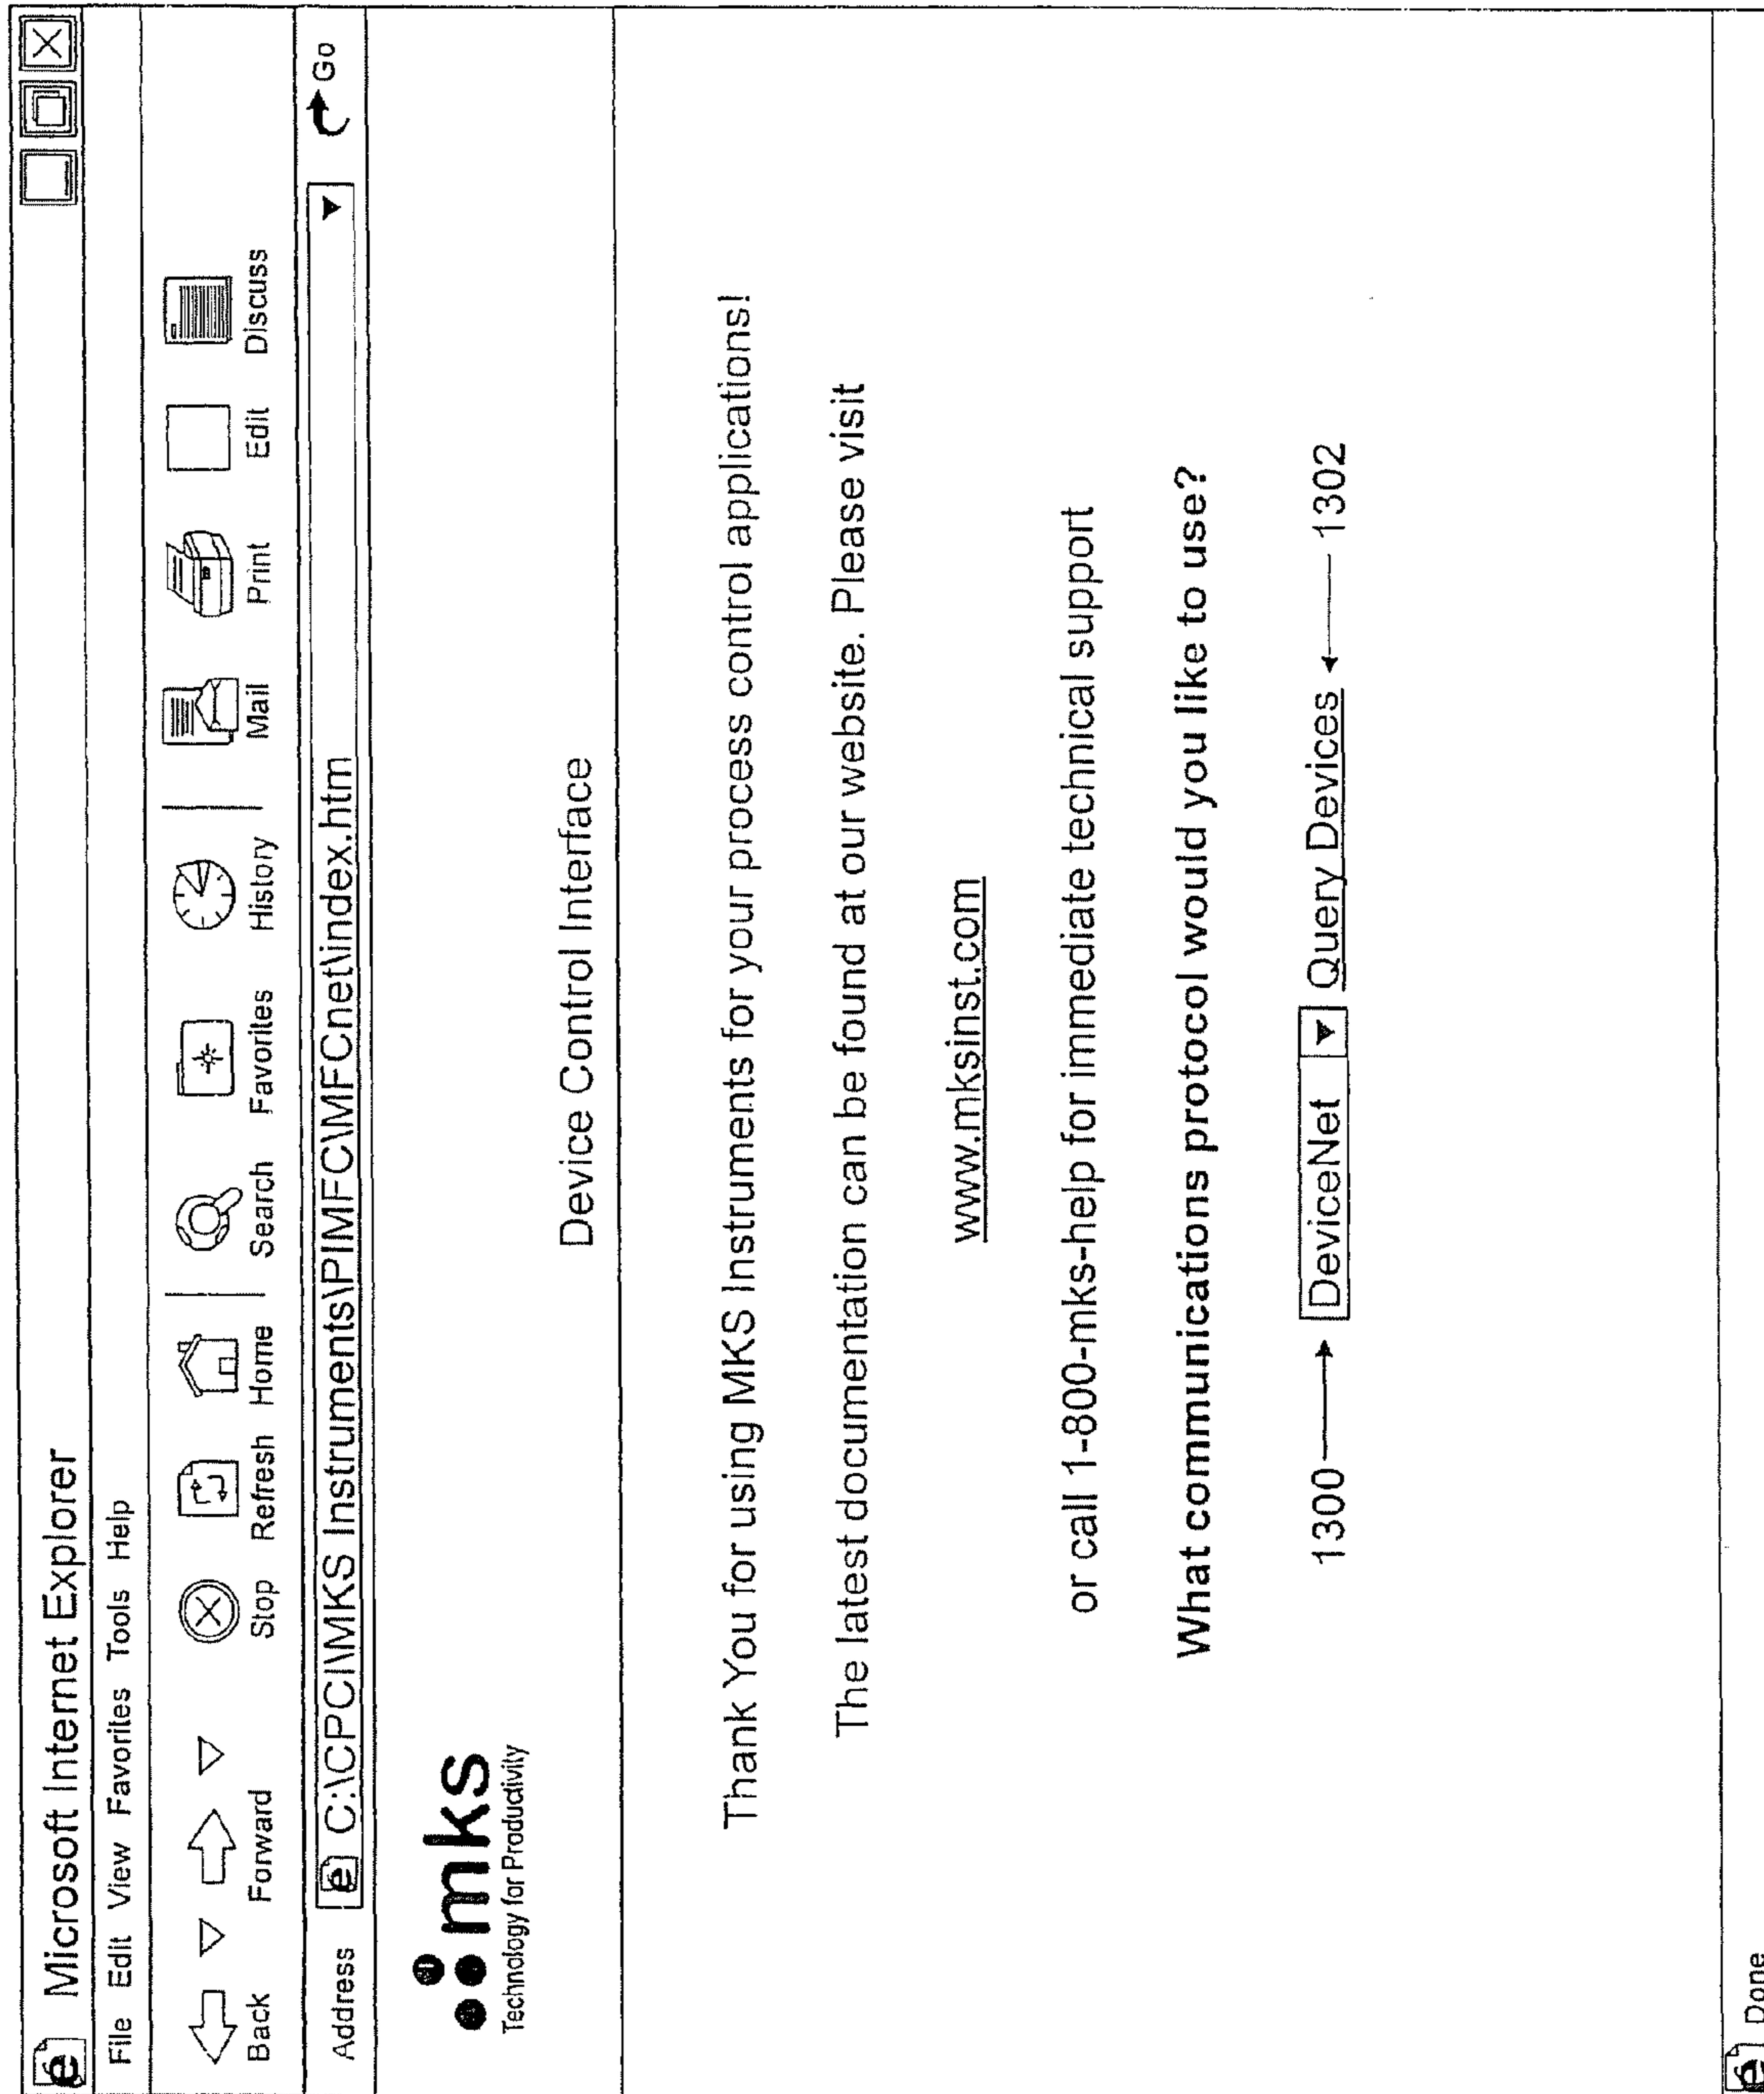 Microsoft Internet Explorer
File Edit View Favorites Tools Help
Back Forward Stop Refresh Home Search Favorites History Mail Print Edit Discuss
Address C:\CPCI\MKS Instruments\PIMFC\MFCnet\index.htm Go
mks
Technology for Productivity
Device Control Interface
Thank You for using MKS Instruments for your process control applications!
The latest documentation can be found at our website. Please visit
www.mksinst.com
or call 1-800-mks-help for immediate technical support
What communications protocol would you like to use?
1300 DeviceNet Query Devices 1302
Done